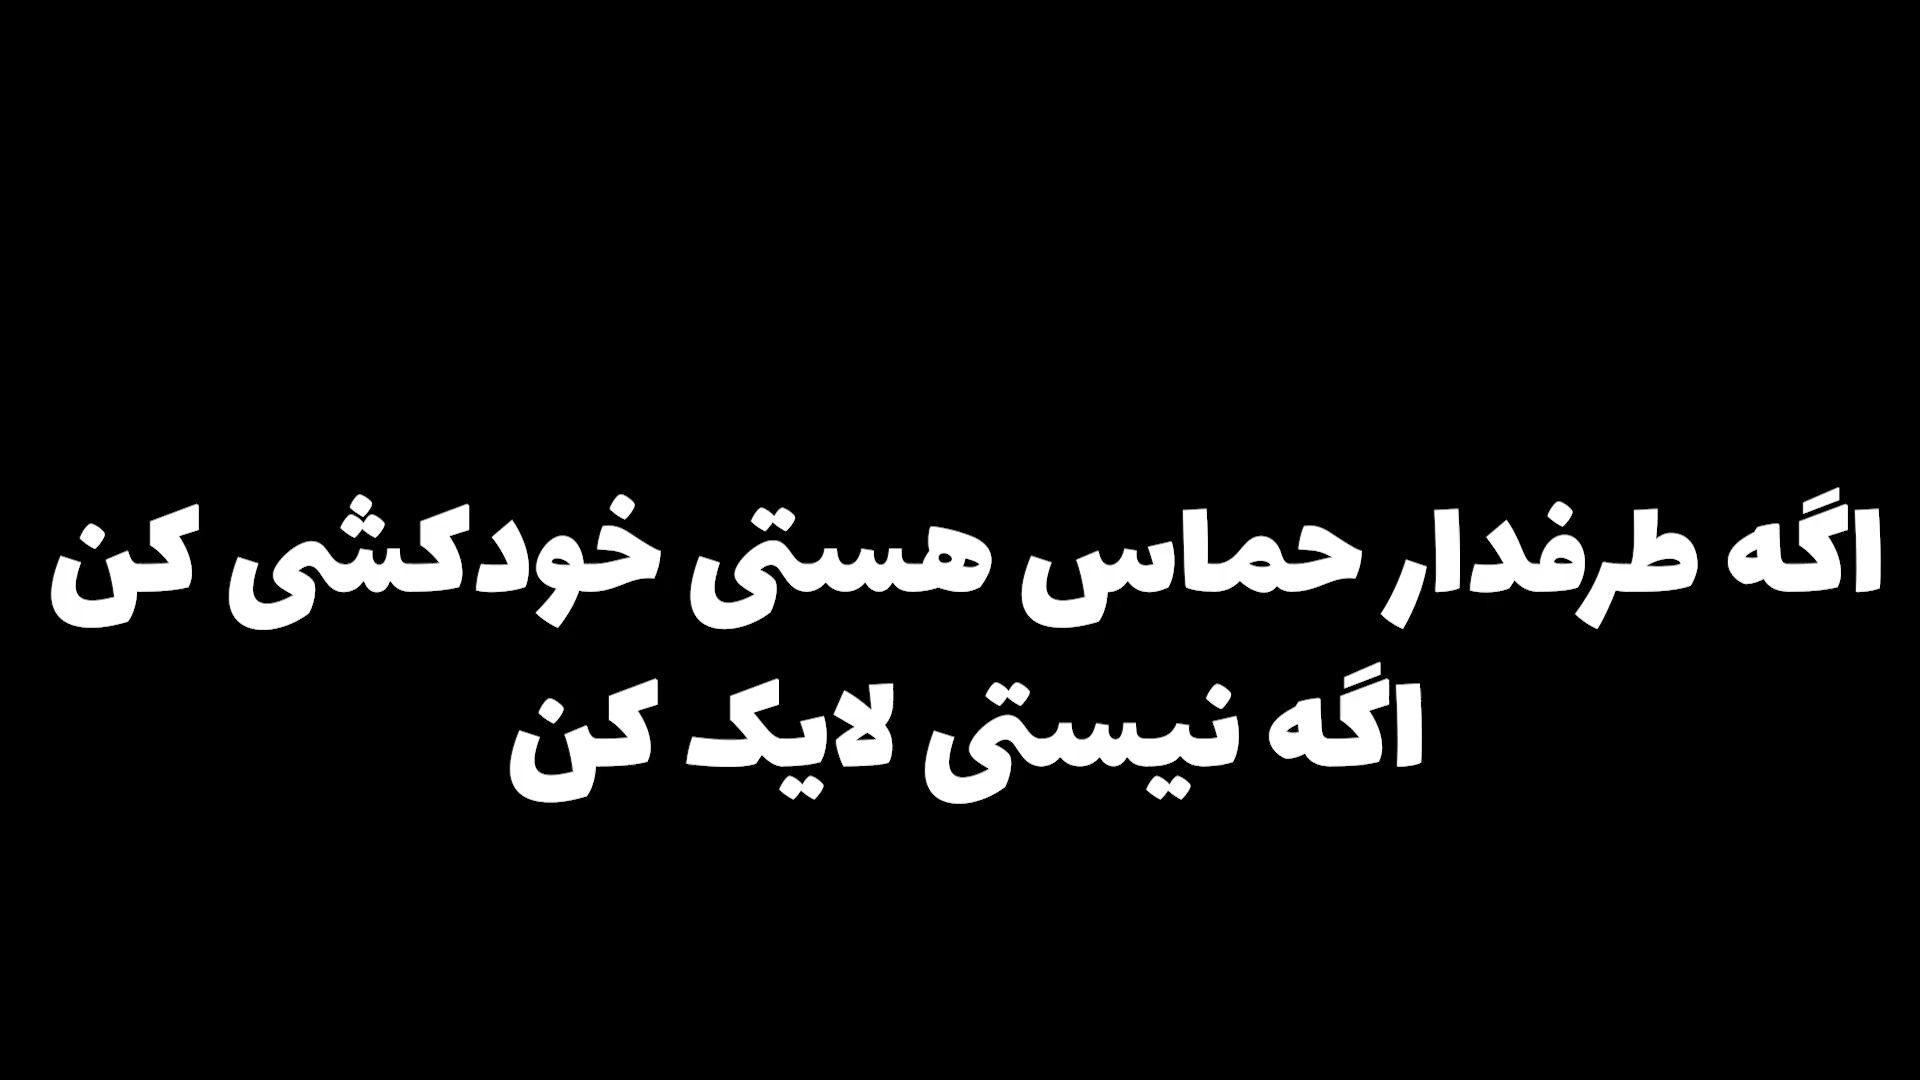 اگه طرفدار حماس هستی خودکشی کن
اگه نیستی لایک کن